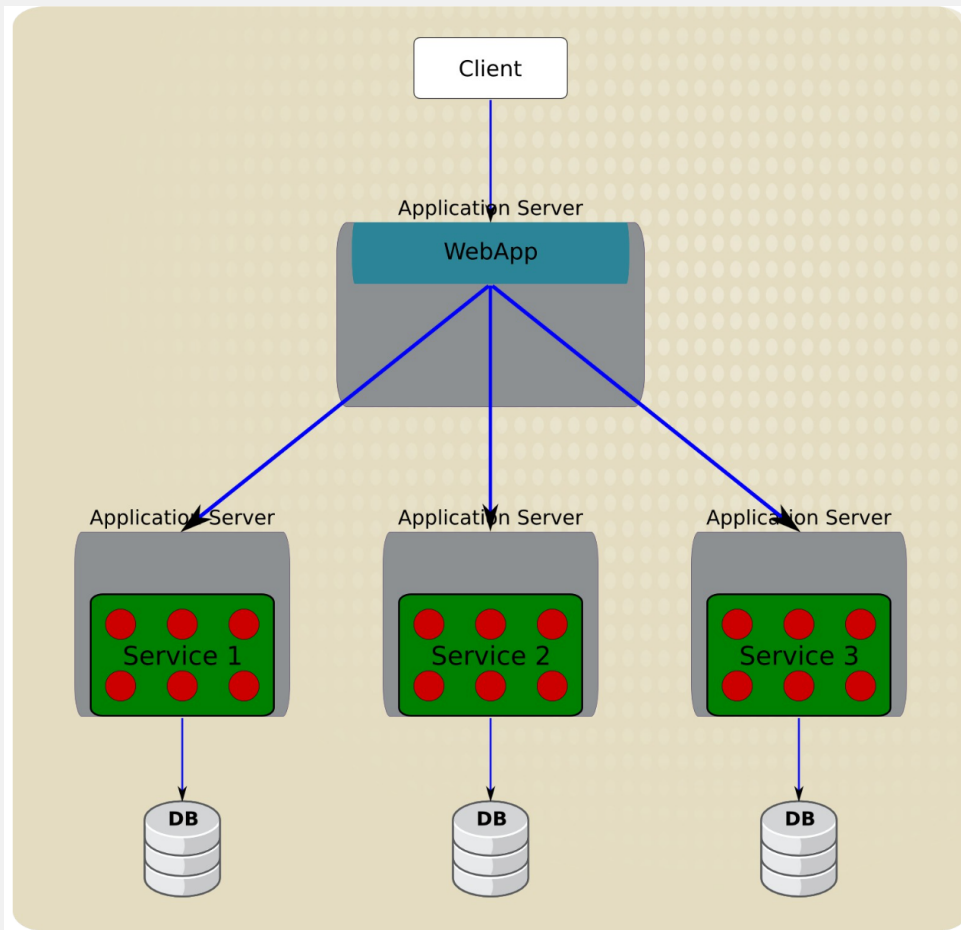 Client
Application Server
WebApp
Application Server
Application Server
Application Server
Service 1
Service 2
Service 3
DB
DB
DB